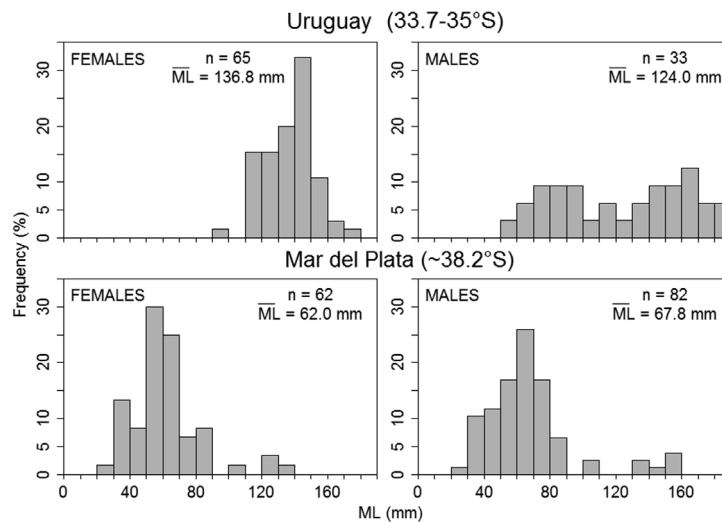 Uruguay (33.7-35°S)
FEMALES
n = 65
ML = 136.8 mm
MALES
n = 33
ML = 124.0 mm
30
20
10
5
0
30
20
10
5
0
Frequency (%)
Mar del Plata (~38.2°S)
FEMALES
n = 62
ML = 62.0 mm
MALES
n = 82
ML = 67.8 mm
30
20
10
5
0
30
20
10
5
0
0 40 80 120 160
0 40 80 120 160
ML (mm)